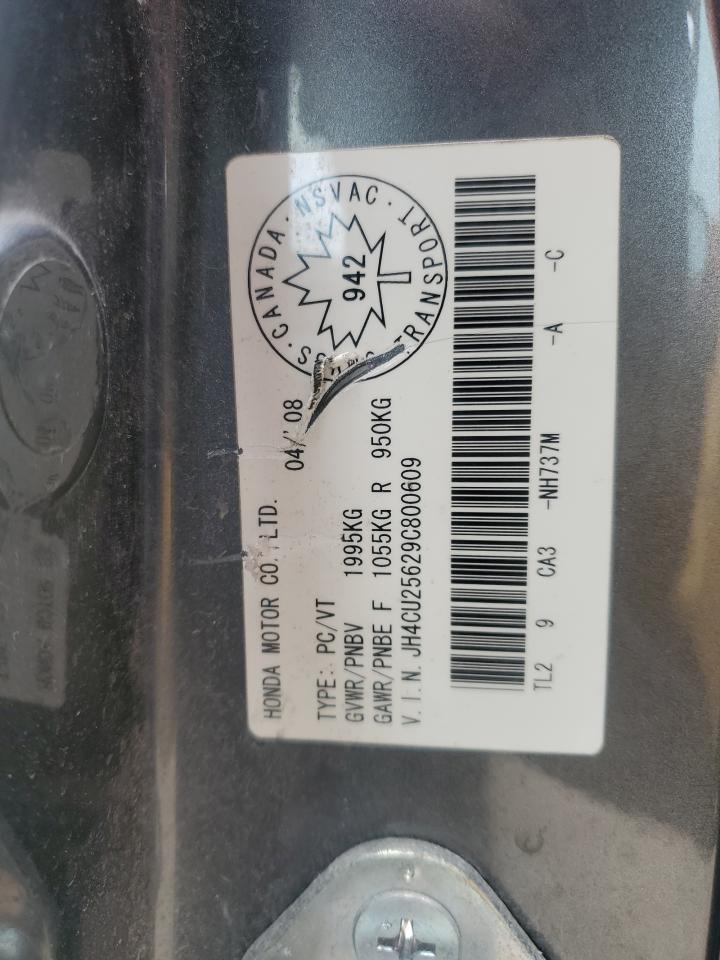 HONDA MOTOR CO., LTD. 04/'08
TYPE: PC/VT
GVWR/PNBV 1995KG
GAWR/PNBE F 1055KG R 950KG
V.I.N. JH4CU25629C800609
TL2 9 CA3 -NH737M -A -C
S · CANADA · NSVAC · TRANSPORT
942